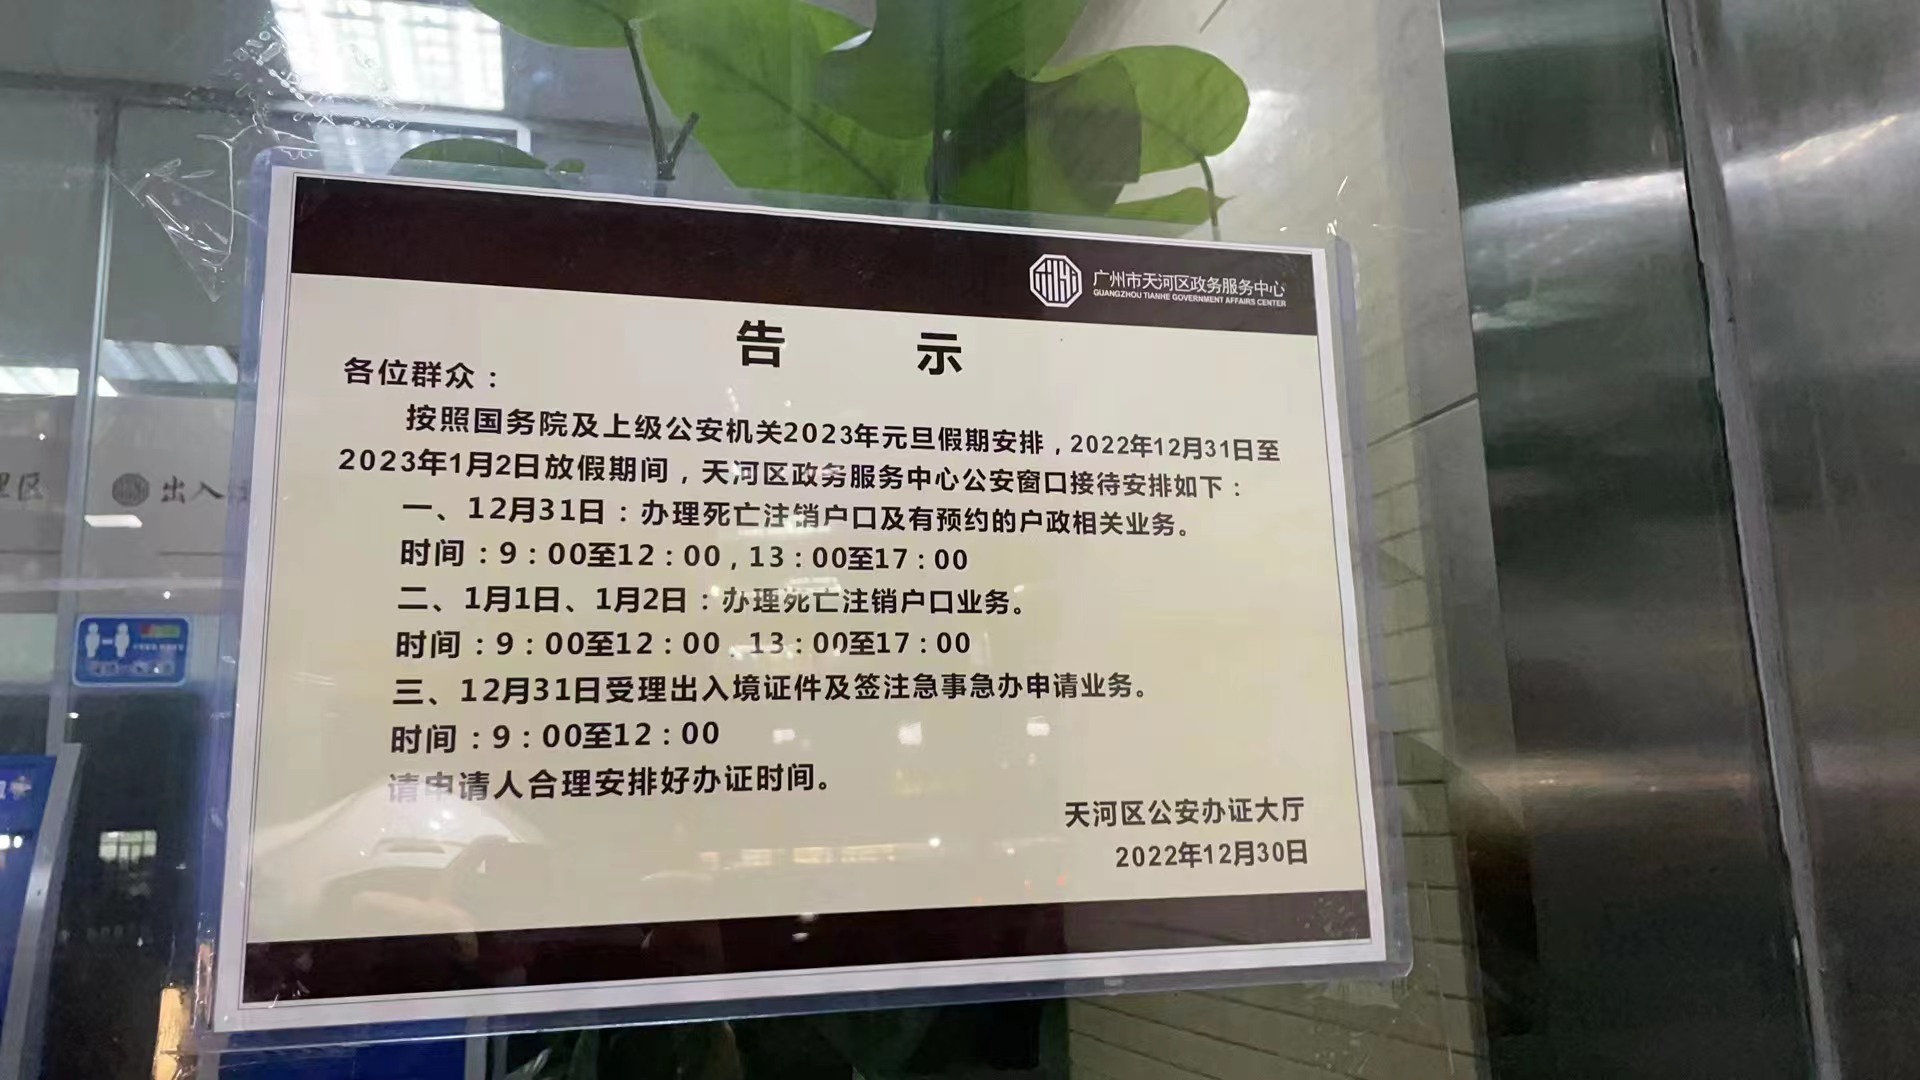 广州市天河区政务服务中心
GUANGZHOU TIANHE GOVERNMENT AFFAIRS CENTER
告 示
各位群众：
按照国务院及上级公安机关2023年元旦假期安排，2022年12月31日至
2023年1月2日放假期间，天河区政务服务中心公安窗口接待安排如下：
一、12月31日：办理死亡注销户口及有预约的户政相关业务。
时间：9：00至12：00，13：00至17：00
二、1月1日、1月2日：办理死亡注销户口业务。
时间：9：00至12：00，13：00至17：00
三、12月31日受理出入境证件及签注急事急办申请业务。
时间：9：00至12：00
请申请人合理安排好办证时间。
天河区公安办证大厅
2022年12月30日
理区
出入